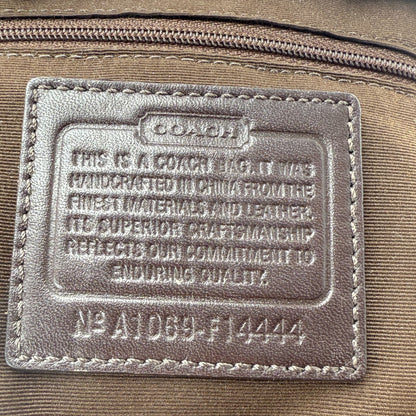 COACH
THIS IS A COACH BAG. IT WAS
HANDCRAFTED IN CHINA FROM THE
FINEST MATERIALS AND LEATHER.
ITS SUPERIOR CRAFTSMANSHIP
REFLECTS OUR COMMITMENT TO
ENDURING QUALITY.
Nº A1069-F14444